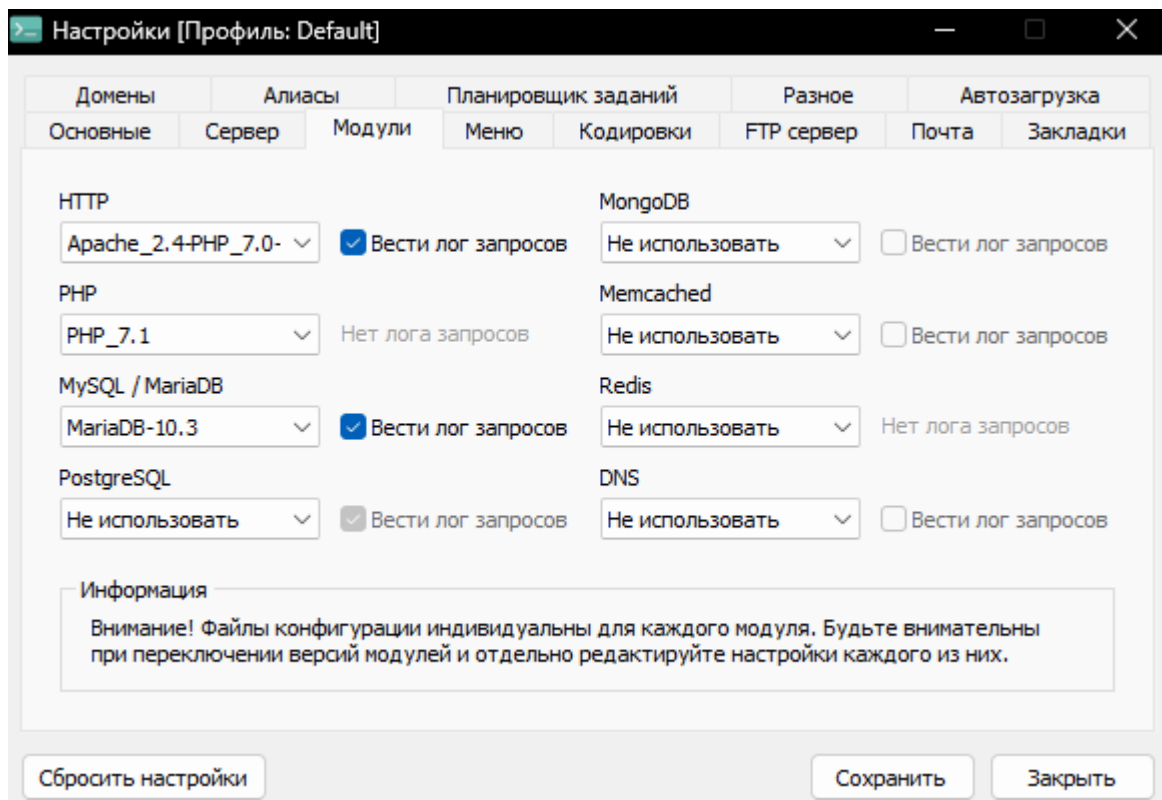 Настройки [Профиль: Default]
Домены Алиасы Планировщик заданий Разное Автозагрузка
Основные Сервер Модули Меню Кодировки FTP сервер Почта Закладки
HTTP
Apache_2.4-PHP_7.0- Вести лог запросов
PHP
PHP_7.1 Нет лога запросов
MySQL / MariaDB
MariaDB-10.3 Вести лог запросов
PostgreSQL
Не использовать Вести лог запросов
MongoDB
Не использовать Вести лог запросов
Memcached
Не использовать Вести лог запросов
Redis
Не использовать Нет лога запросов
DNS
Не использовать Вести лог запросов
Информация
Внимание! Файлы конфигурации индивидуальны для каждого модуля. Будьте внимательны
при переключении версий модулей и отдельно редактируйте настройки каждого из них.
Сбросить настройки Сохранить Закрыть